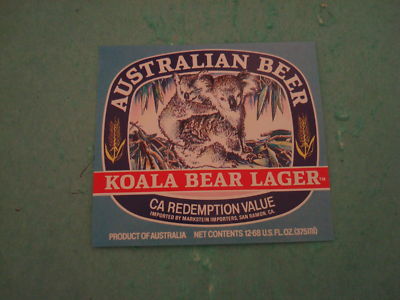 AUSTRALIAN BEER
KOALA BEAR LAGER™
CA REDEMPTION VALUE
IMPORTED BY MARKSTEIN IMPORTERS, SAN RAMON, CA.
PRODUCT OF AUSTRALIA NET CONTENTS 12·68 U.S. FL. OZ. (375ml)